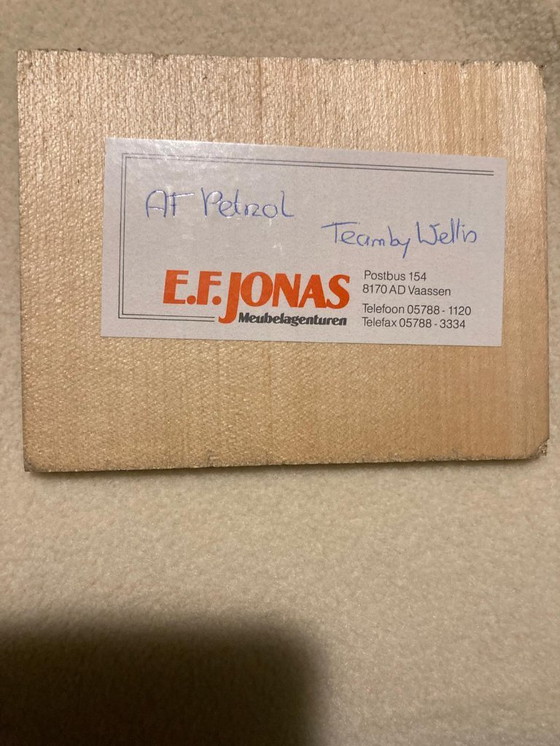 AF Petrol
Team by Wellis
E.F. JONAS
Meubelagenturen
Postbus 154
8170 AD Vaassen
Telefoon 05788 - 1120
Telefax 05788 - 3334